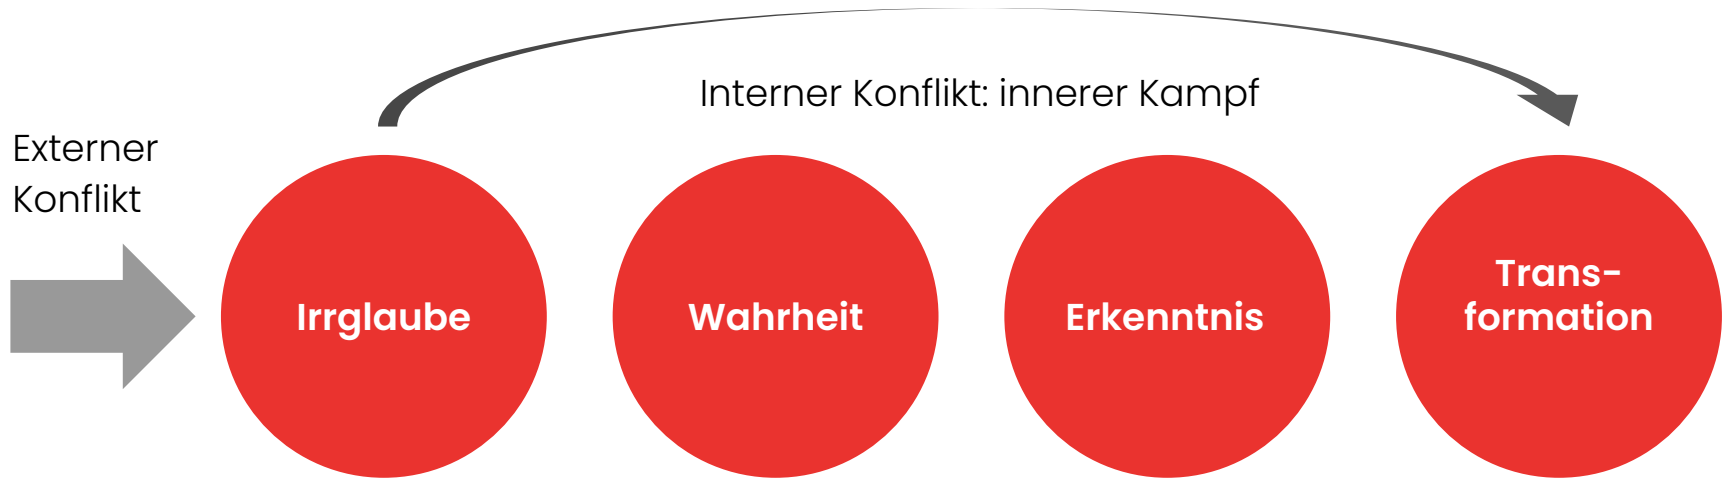 Interner Konflikt: innerer Kampf
Externer
Konflikt
Irrglaube
Wahrheit
Erkenntnis
Trans-
formation